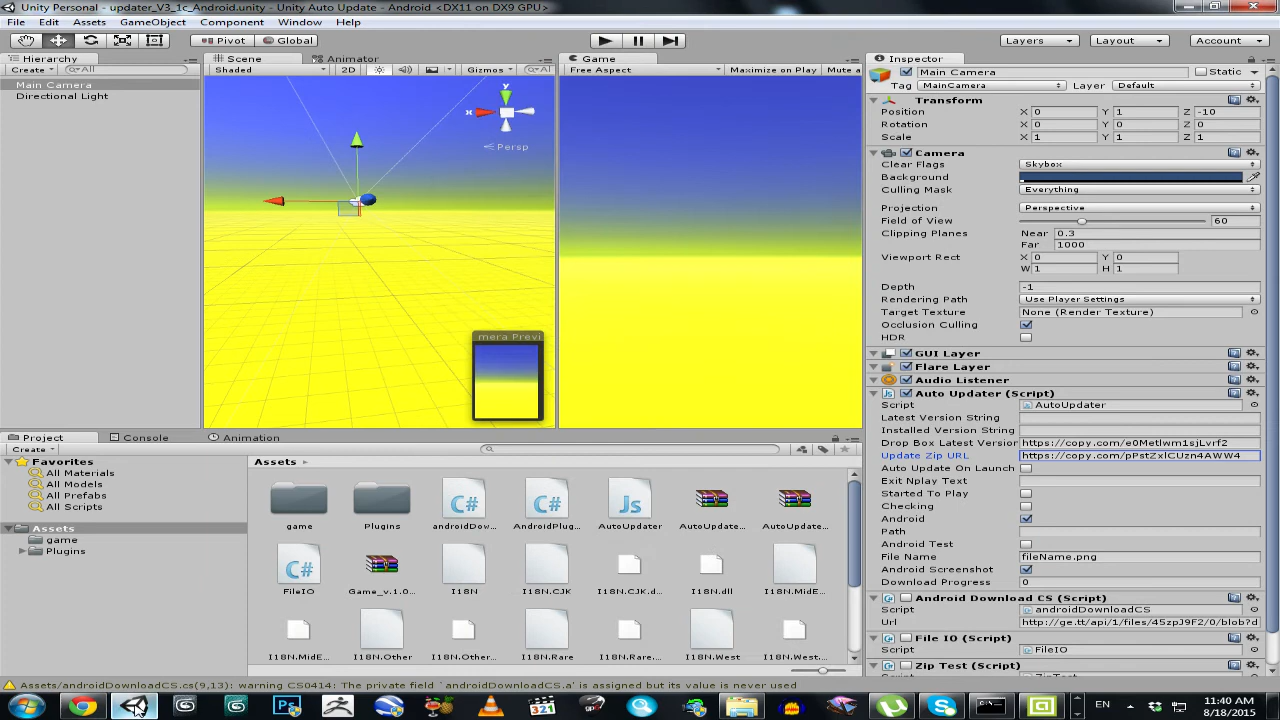 Unity Personal - updater_V3_1c_Android.unity - Unity Auto Update - Android <DX11 on DX9 GPU>
File Edit Assets GameObject Component Window Help
Pivot Global Layers Layout Account
Hierarchy Scene Animator Game Inspector
Create All Shaded 2D Gizmos All Free Aspect Maximize on Play Mute a
Main Camera
Directional Light
y
x
Persp
mera Previ
Main Camera Static
Tag MainCamera Layer Default
Transform
Position X 0 Y 1 Z -10
Rotation X 0 Y 0 Z 0
Scale X 1 Y 1 Z 1
Camera
Clear Flags Skybox
Background
Culling Mask Everything
Projection Perspective
Field of View 60
Clipping Planes Near 0.3
Far 1000
Viewport Rect X 0 Y 0
W 1 H 1
Depth -1
Rendering Path Use Player Settings
Target Texture None (Render Texture)
Occlusion Culling
HDR
GUI Layer
Flare Layer
Audio Listener
Auto Updater (Script)
Script AutoUpdater
Latest Version String
Installed Version String
Drop Box Latest Version https://copy.com/e0Metlwm1sjLvrf2
Update Zip URL https://copy.com/pPstZxlCUzn4AWW4
Auto Update On Launch
Exit Nplay Text
Started To Play
Checking
Android
Path
Android Test
File Name fileName.png
Android Screenshot
Download Progress 0
Android Download CS (Script)
Script androidDownloadCS
Url http://ge.tt/api/1/files/4SzpJ9F2/0/blob?d
File IO (Script)
Script FileIO
Zip Test (Script)
Project Console Animation
Create
Favorites
All Materials
All Models
All Prefabs
All Scripts
Assets
game
Plugins
Assets
game Plugins androidDow... AndroidPlug... AutoUpdater AutoUpdate... AutoUpdate...
FileIO Game_v.1.0... I18N I18N.CJK I18N.CJK.d... I18N.dll I18N.MidE...
I18N.MidE... I18N.Other I18N.Other... I18N.Rare I18N.Rare.... I18N.West I18N.West....
Assets/androidDownloadCS.cs(9,13): warning CS0414: The private field `androidDownloadCS.a' is assigned but its value is never used
321
EN
11:40 AM
8/18/2015